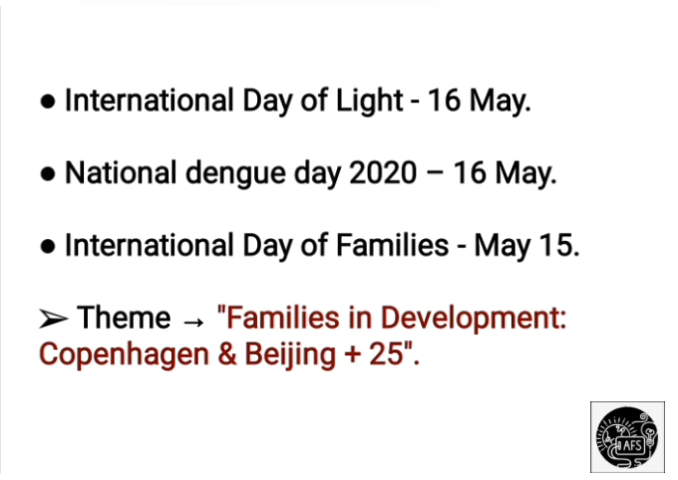 ● International Day of Light - 16 May.
● National dengue day 2020 – 16 May.
● International Day of Families - May 15.
➢ Theme → "Families in Development:
Copenhagen & Beijing + 25".
AFS